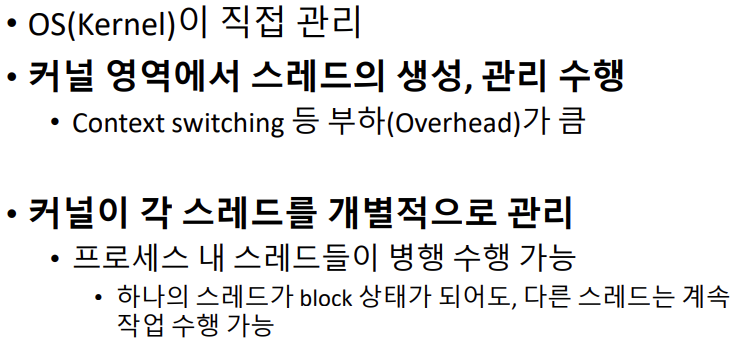 • OS(Kernel)이 직접 관리
• 커널 영역에서 스레드의 생성, 관리 수행
• Context switching 등 부하(Overhead)가 큼
• 커널이 각 스레드를 개별적으로 관리
• 프로세스 내 스레드들이 병행 수행 가능
• 하나의 스레드가 block 상태가 되어도, 다른 스레드는 계속
작업 수행 가능